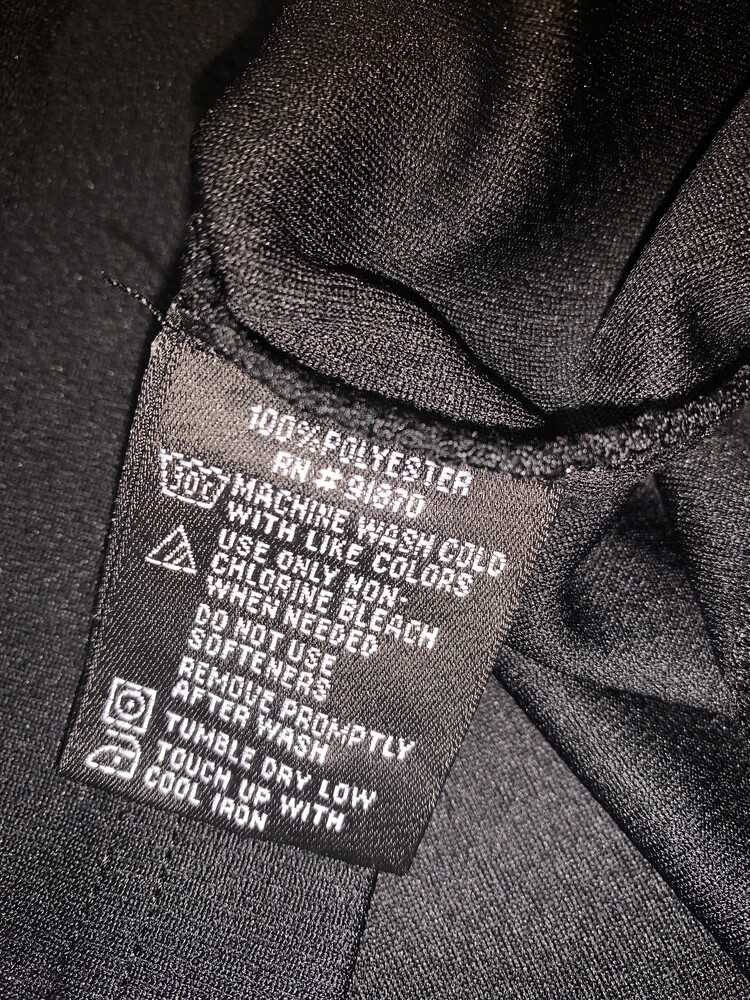 100% POLYESTER
RN # 91870
30C MACHINE WASH COLD
WITH LIKE COLORS
USE ONLY NON-
CHLORINE BLEACH
WHEN NEEDED
DO NOT USE
SOFTENERS
REMOVE PROMPTLY
AFTER WASH
TUMBLE DRY LOW
TOUCH UP WITH
COOL IRON